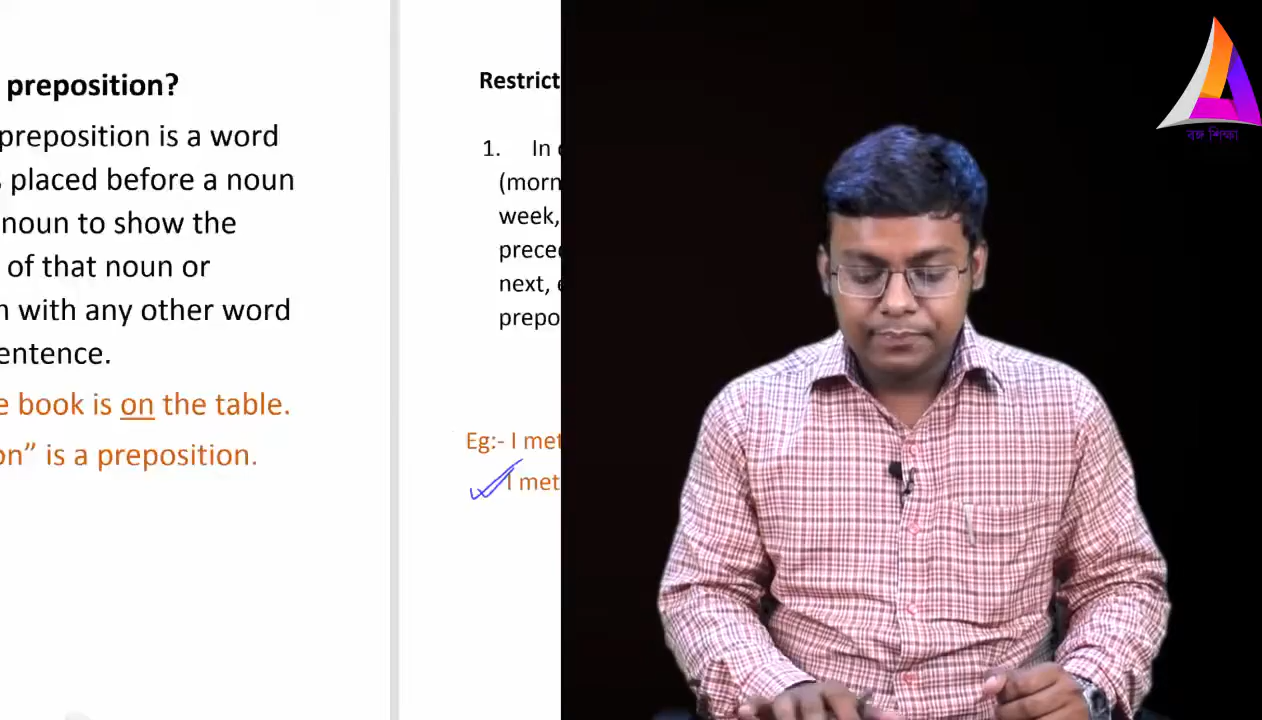 preposition?
preposition is a word
placed before a noun
noun to show the
of that noun or
with any other word
entence.
book is on the table.
on” is a preposition.
Restrict
1. In
(morn
week,
prece
next,
prepo
Eg:- I met
I met
বঙ্গ শিক্ষা